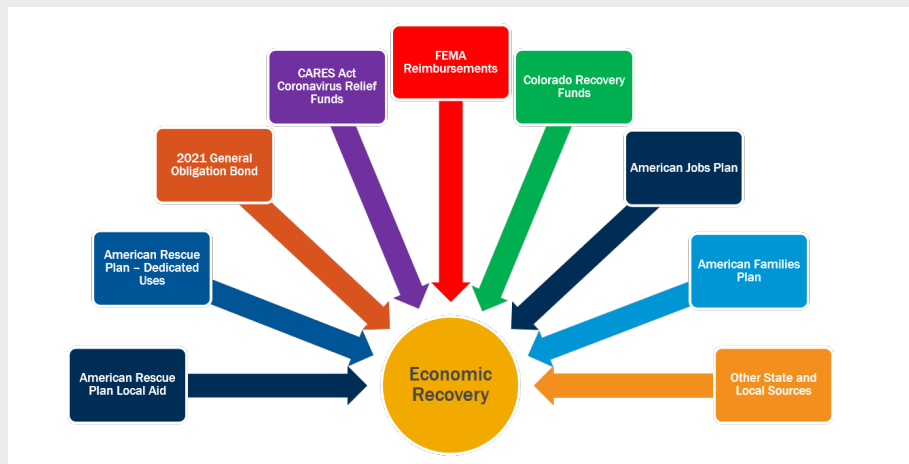 FEMA
Reimbursements
CARES Act
Coronavirus Relief
Funds
Colorado Recovery
Funds
2021 General
Obligation Bond
American Jobs Plan
American Rescue
Plan – Dedicated
Uses
American Families
Plan
American Rescue
Plan Local Aid
Economic
Recovery
Other State and
Local Sources